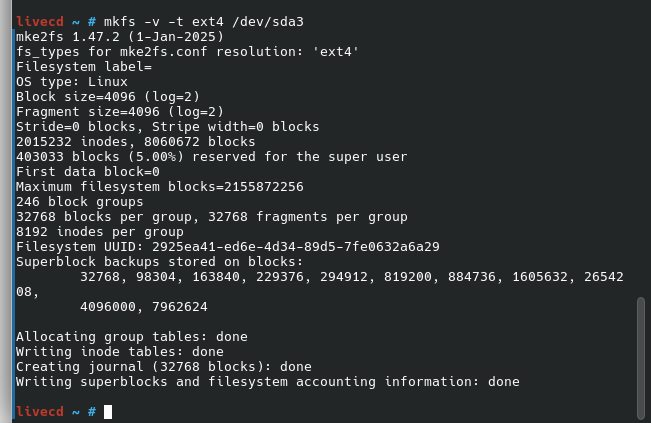 livecd ~ # mkfs -v -t ext4 /dev/sda3
mke2fs 1.47.2 (1-Jan-2025)
fs_types for mke2fs.conf resolution: 'ext4'
Filesystem label=
OS type: Linux
Block size=4096 (log=2)
Fragment size=4096 (log=2)
Stride=0 blocks, Stripe width=0 blocks
2015232 inodes, 8060672 blocks
403033 blocks (5.00%) reserved for the super user
First data block=0
Maximum filesystem blocks=2155872256
246 block groups
32768 blocks per group, 32768 fragments per group
8192 inodes per group
Filesystem UUID: 2925ea41-ed6e-4d34-89d5-7fe0632a6a29
Superblock backups stored on blocks:
        32768, 98304, 163840, 229376, 294912, 819200, 884736, 1605632, 26542
08,
        4096000, 7962624

Allocating group tables: done
Writing inode tables: done
Creating journal (32768 blocks): done
Writing superblocks and filesystem accounting information: done

livecd ~ #